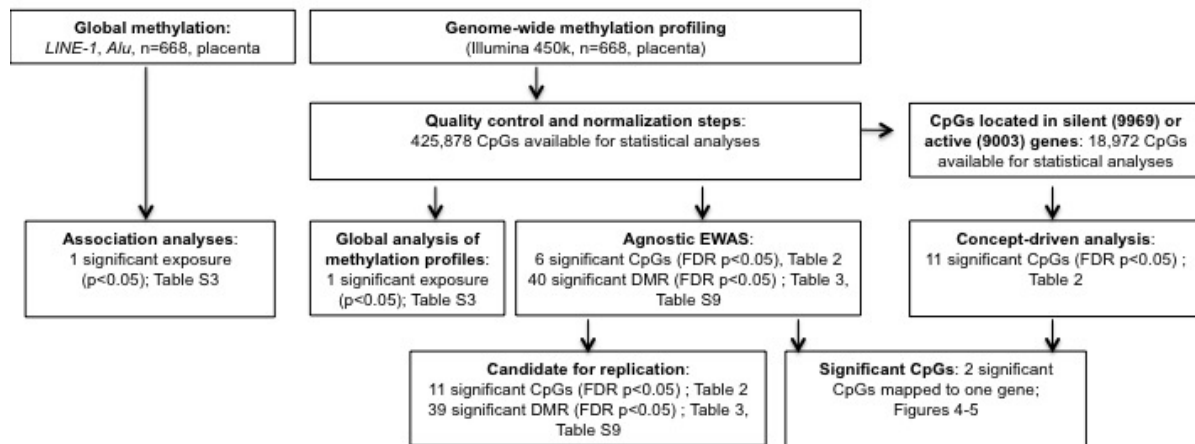 Global methylation:
LINE-1, Alu, n=668, placenta
Genome-wide methylation profiling
(Illumina 450k, n=668, placenta)
Quality control and normalization steps:
425,878 CpGs available for statistical analyses
CpGs located in silent (9969) or
active (9003) genes: 18,972 CpGs
available for statistical analyses
Association analyses:
1 significant exposure
(p<0.05); Table S3
Global analysis of
methylation profiles:
1 significant exposure
(p<0.05); Table S3
Agnostic EWAS:
6 significant CpGs (FDR p<0.05), Table 2
40 significant DMR (FDR p<0.05) ; Table 3,
Table S9
Concept-driven analysis:
11 significant CpGs (FDR p<0.05) ;
Table 2
Candidate for replication:
11 significant CpGs (FDR p<0.05) ; Table 2
39 significant DMR (FDR p<0.05) ; Table 3,
Table S9
Significant CpGs: 2 significant
CpGs mapped to one gene;
Figures 4-5